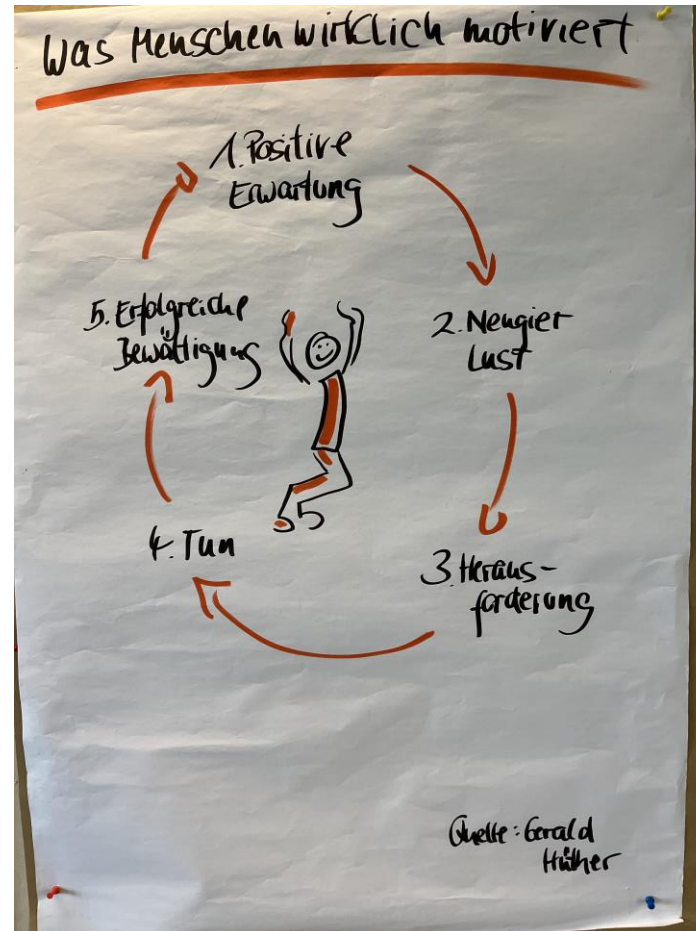 Was Menschen wirklich motiviert
1. Positive
Erwartung
2. Neugier
Lust
3. Heraus-
forderung
4. Tun
5. Erfolgreiche
Bewältigung
Quelle: Gerald
Hüther